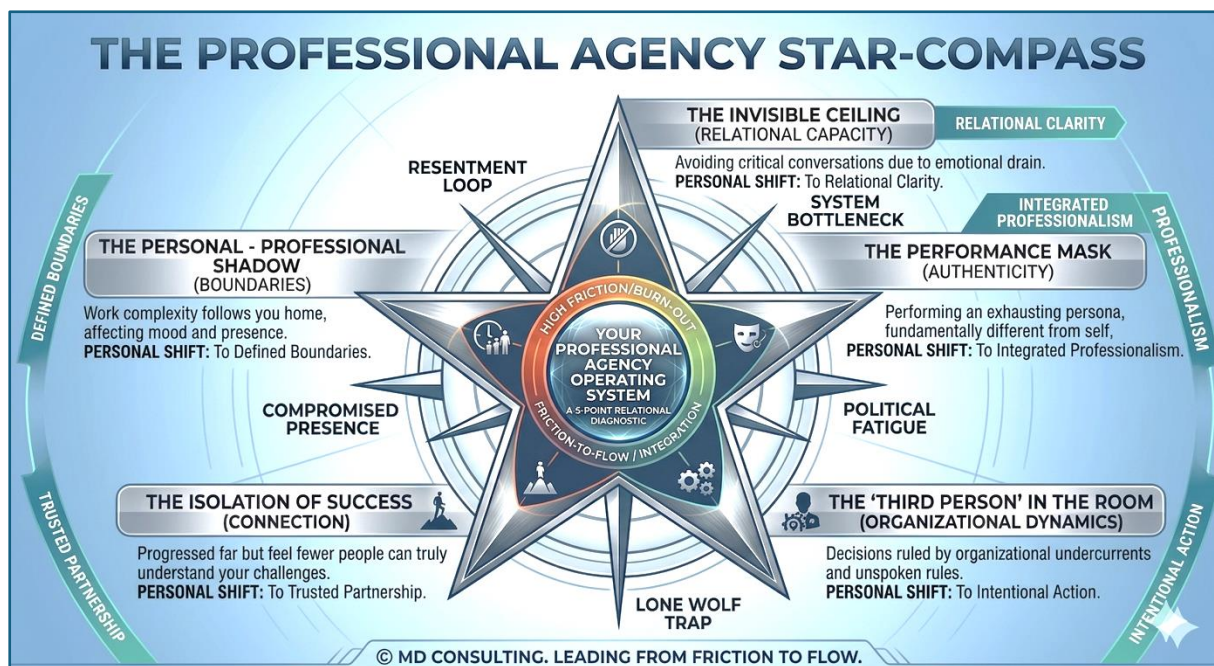 THE PROFESSIONAL AGENCY STAR-COMPASS
THE INVISIBLE CEILING
(RELATIONAL CAPACITY)
RELATIONAL CLARITY
Avoiding critical conversations due to emotional drain.
PERSONAL SHIFT: To Relational Clarity.
RESENTMENT
LOOP
SYSTEM
BOTTLENECK
INTEGRATED
PROFESSIONALISM
DEFINED BOUNDARIES
THE PERSONAL - PROFESSIONAL
SHADOW
(BOUNDARIES)
Work complexity follows you home,
affecting mood and presence.
PERSONAL SHIFT: To Defined Boundaries.
THE PERFORMANCE MASK
(AUTHENTICITY)
Performing an exhausting persona,
fundamentally different from self,
PERSONAL SHIFT: To Integrated Professionalism.
PROFESSIONALISM
HIGH FRICTION/BURN-OUT
YOUR
PROFESSIONAL
AGENCY
OPERATING
SYSTEM
A 5-POINT RELATIONAL
DIAGNOSTIC
FRICTION-TO-FLOW / INTEGRATION
COMPROMISED
PRESENCE
POLITICAL
FATIGUE
TRUSTED PARTNERSHIP
THE ISOLATION OF SUCCESS
(CONNECTION)
Progressed far but feel fewer people can truly
understand your challenges.
PERSONAL SHIFT: To Trusted Partnership.
THE 'THIRD PERSON' IN THE ROOM
(ORGANIZATIONAL DYNAMICS)
Decisions ruled by organizational undercurrents
and unspoken rules.
PERSONAL SHIFT: To Intentional Action.
INTENTIONAL ACTION
LONE WOLF
TRAP
© MD CONSULTING. LEADING FROM FRICTION TO FLOW.